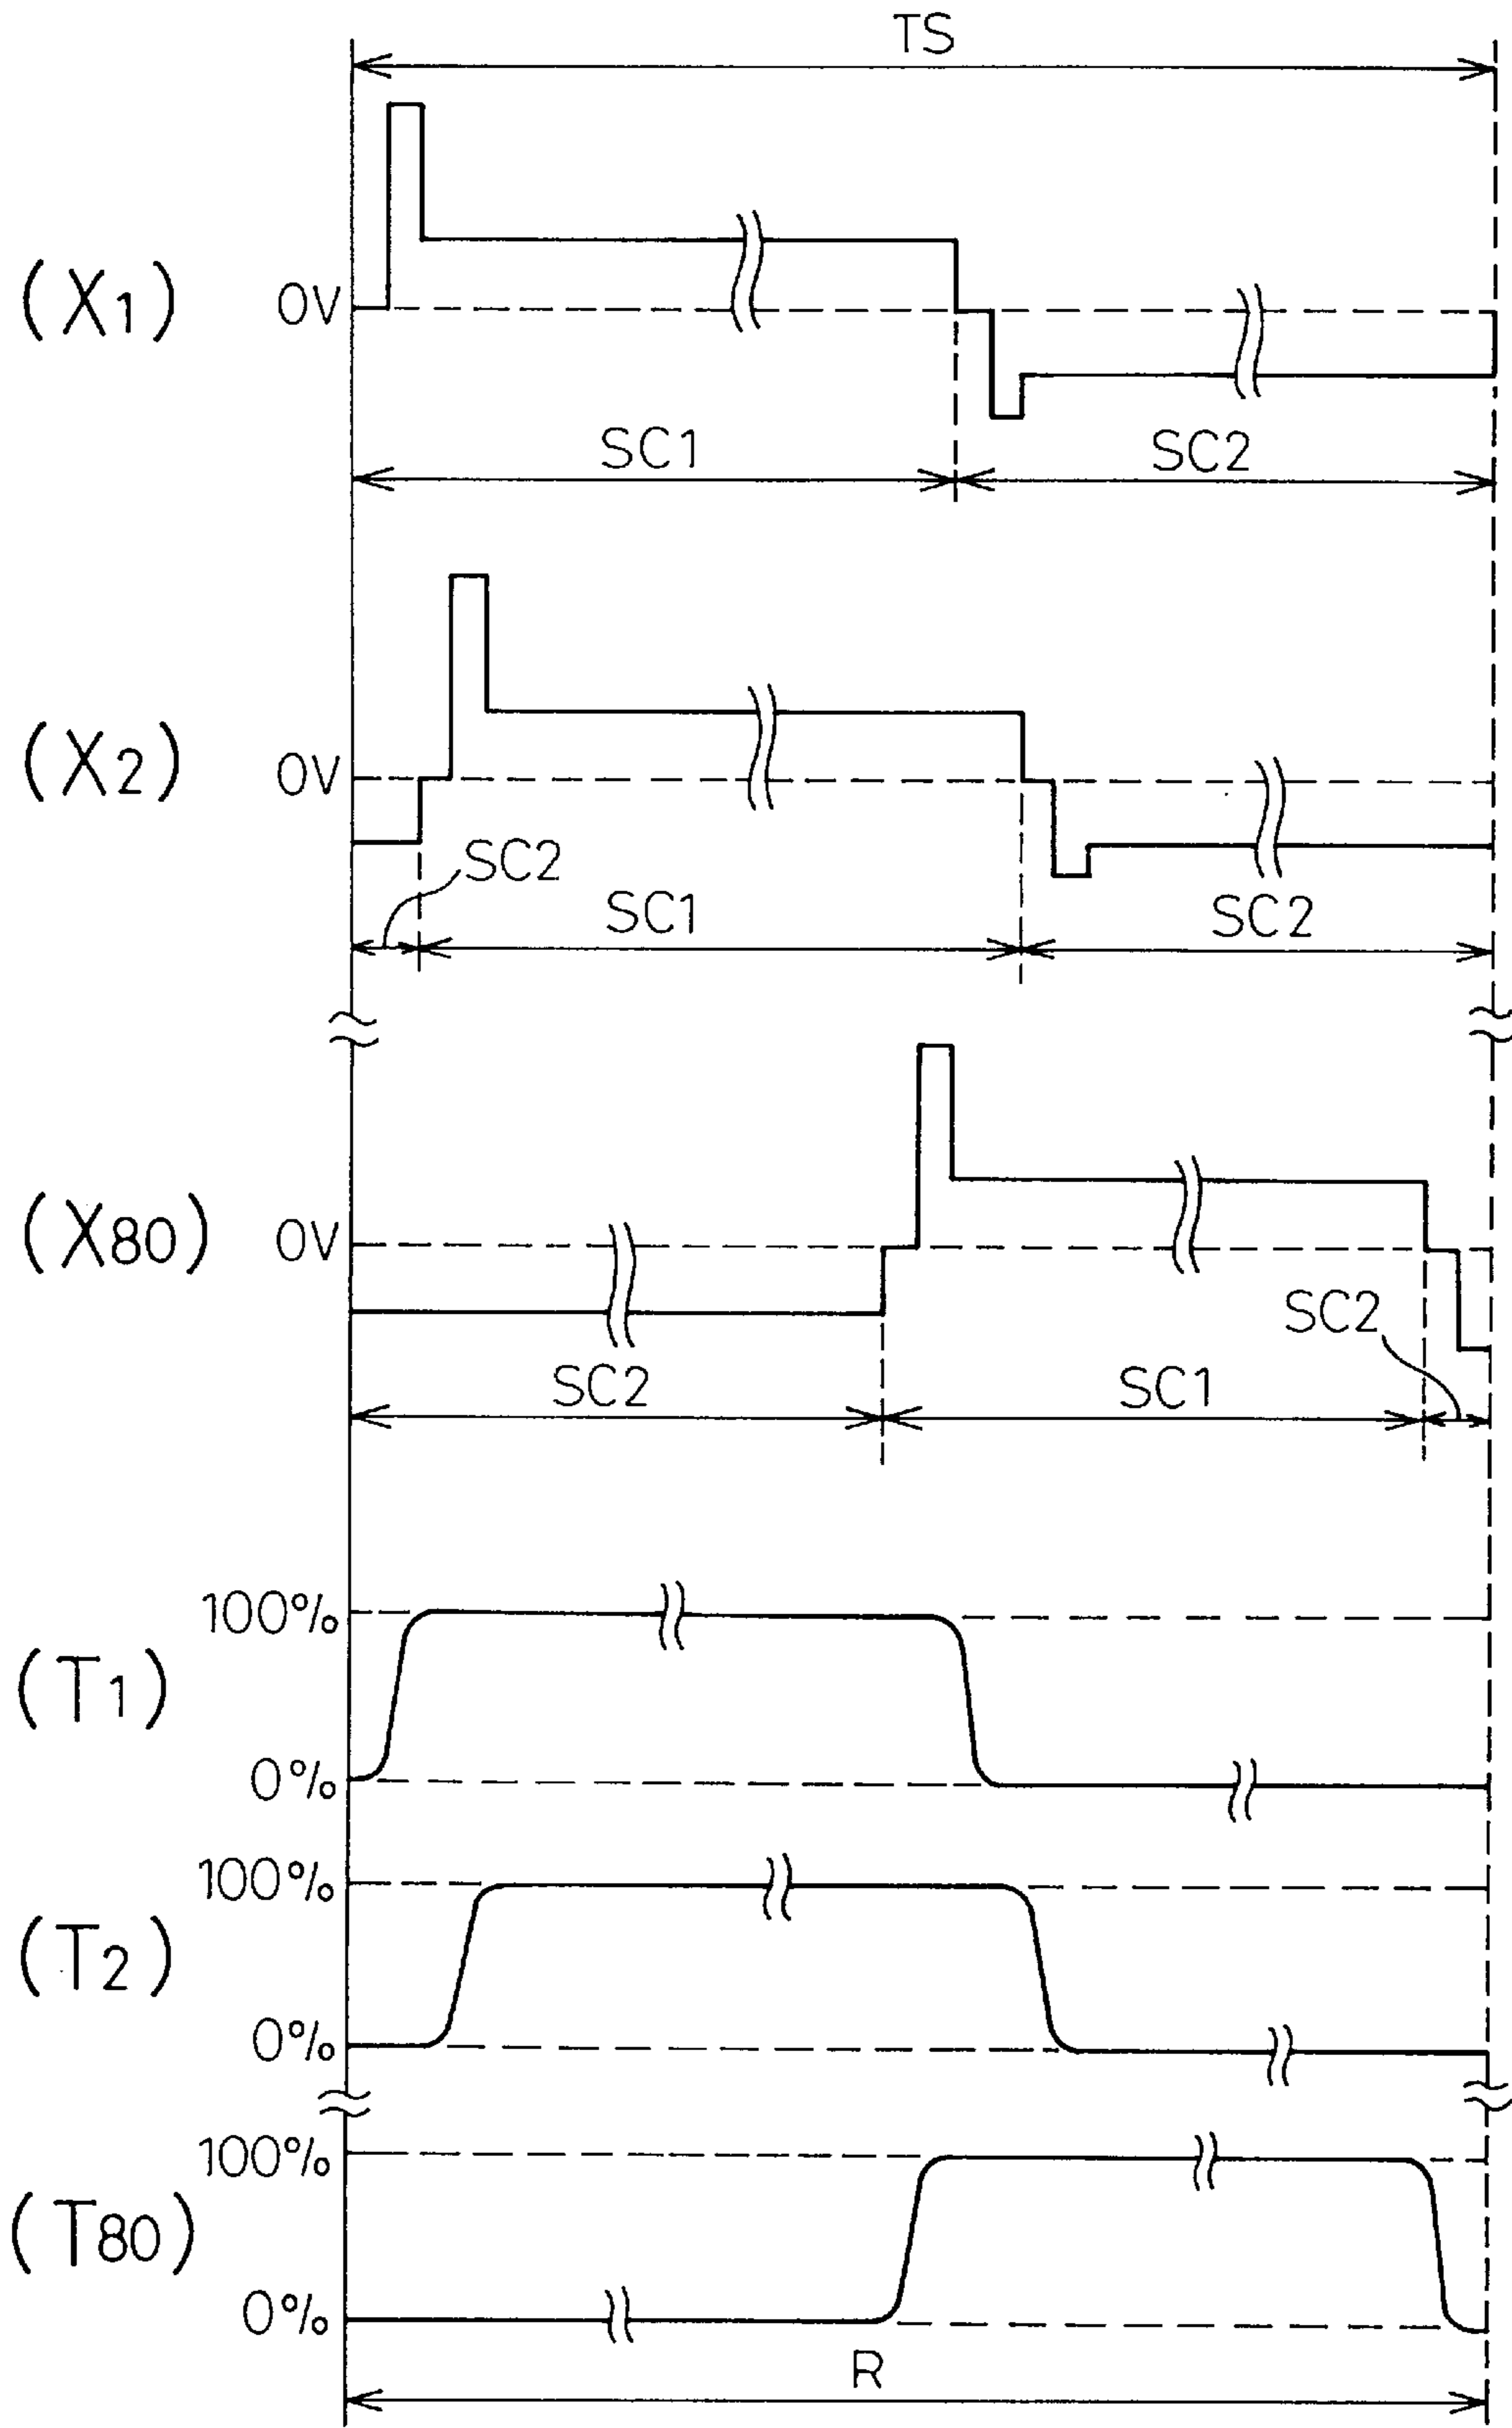 TS
(X1)
0V
SC1
SC2
(X2)
0V
SC2
SC1
SC2
(X80)
0V
SC2
SC2
SC1
100%
(T1)
0%
100%
(T2)
0%
100%
(T80)
0%
R